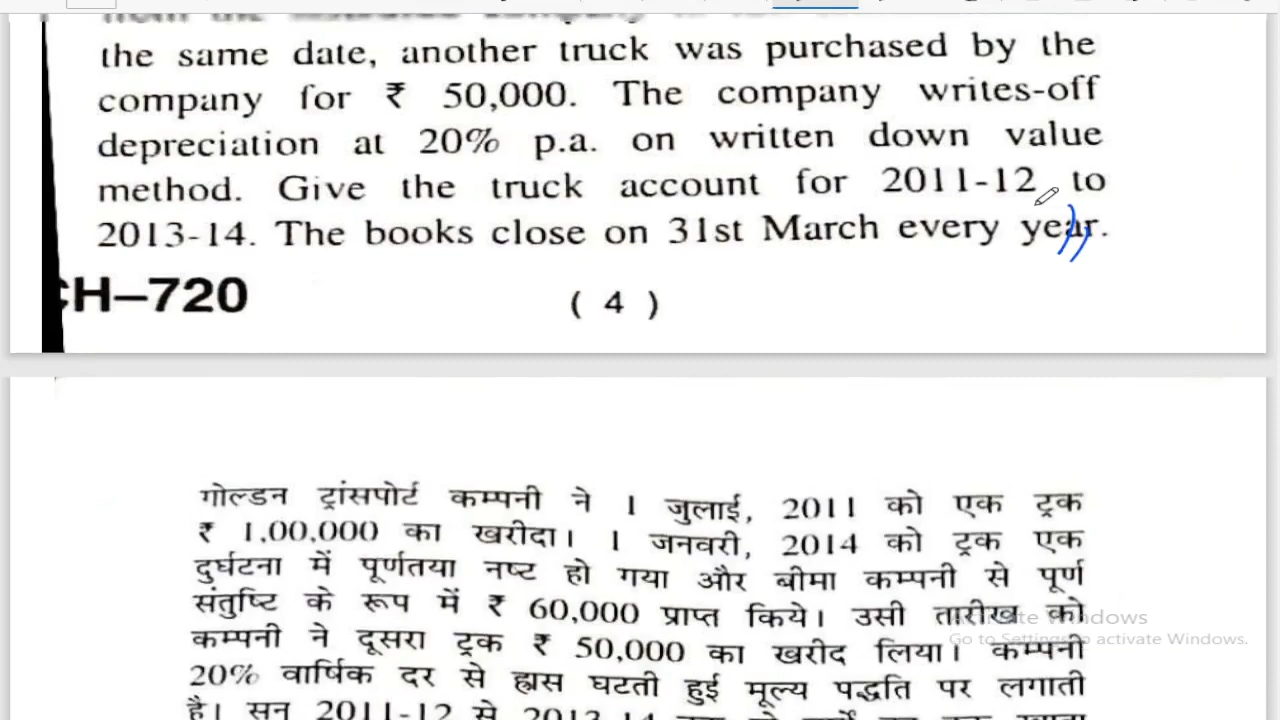 the same date, another truck was purchased by the
company for ₹ 50,000. The company writes-off
depreciation at 20% p.a. on written down value
method. Give the truck account for 2011-12 to
2013-14. The books close on 31st March every year.
CH–720
( 4 )
गोल्डन ट्रांसपोर्ट कम्पनी ने 1 जुलाई, 2011 को एक ट्रक
₹ 1,00,000 का खरीदा। 1 जनवरी, 2014 को ट्रक एक
दुर्घटना में पूर्णतया नष्ट हो गया और बीमा कम्पनी से पूर्ण
संतुष्टि के रूप में ₹ 60,000 प्राप्त किये। उसी तारीख को
कम्पनी ने दूसरा ट्रक ₹ 50,000 का खरीद लिया। कम्पनी
20% वार्षिक दर से ह्रास घटती हुई मूल्य पद्धति पर लगाती
है। सन् 2011-12 से 2013-14
Activate Windows
Go to Settings to activate Windows.